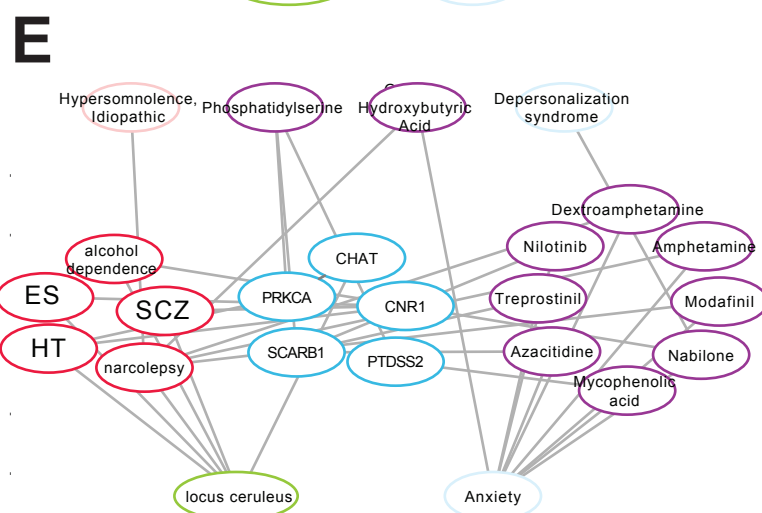 E
Hypersomnolence,
Idiopathic
Phosphatidylserine
Hydroxybutyric
Acid
Depersonalization
syndrome
Dextroamphetamine
alcohol
dependence
CHAT
Nilotinib
Amphetamine
ES
SCZ
PRKCA
CNR1
Treprostinil
Modafinil
HT
narcolepsy
SCARB1
PTDSS2
Azacitidine
Nabilone
Mycophenolic
acid
locus ceruleus
Anxiety